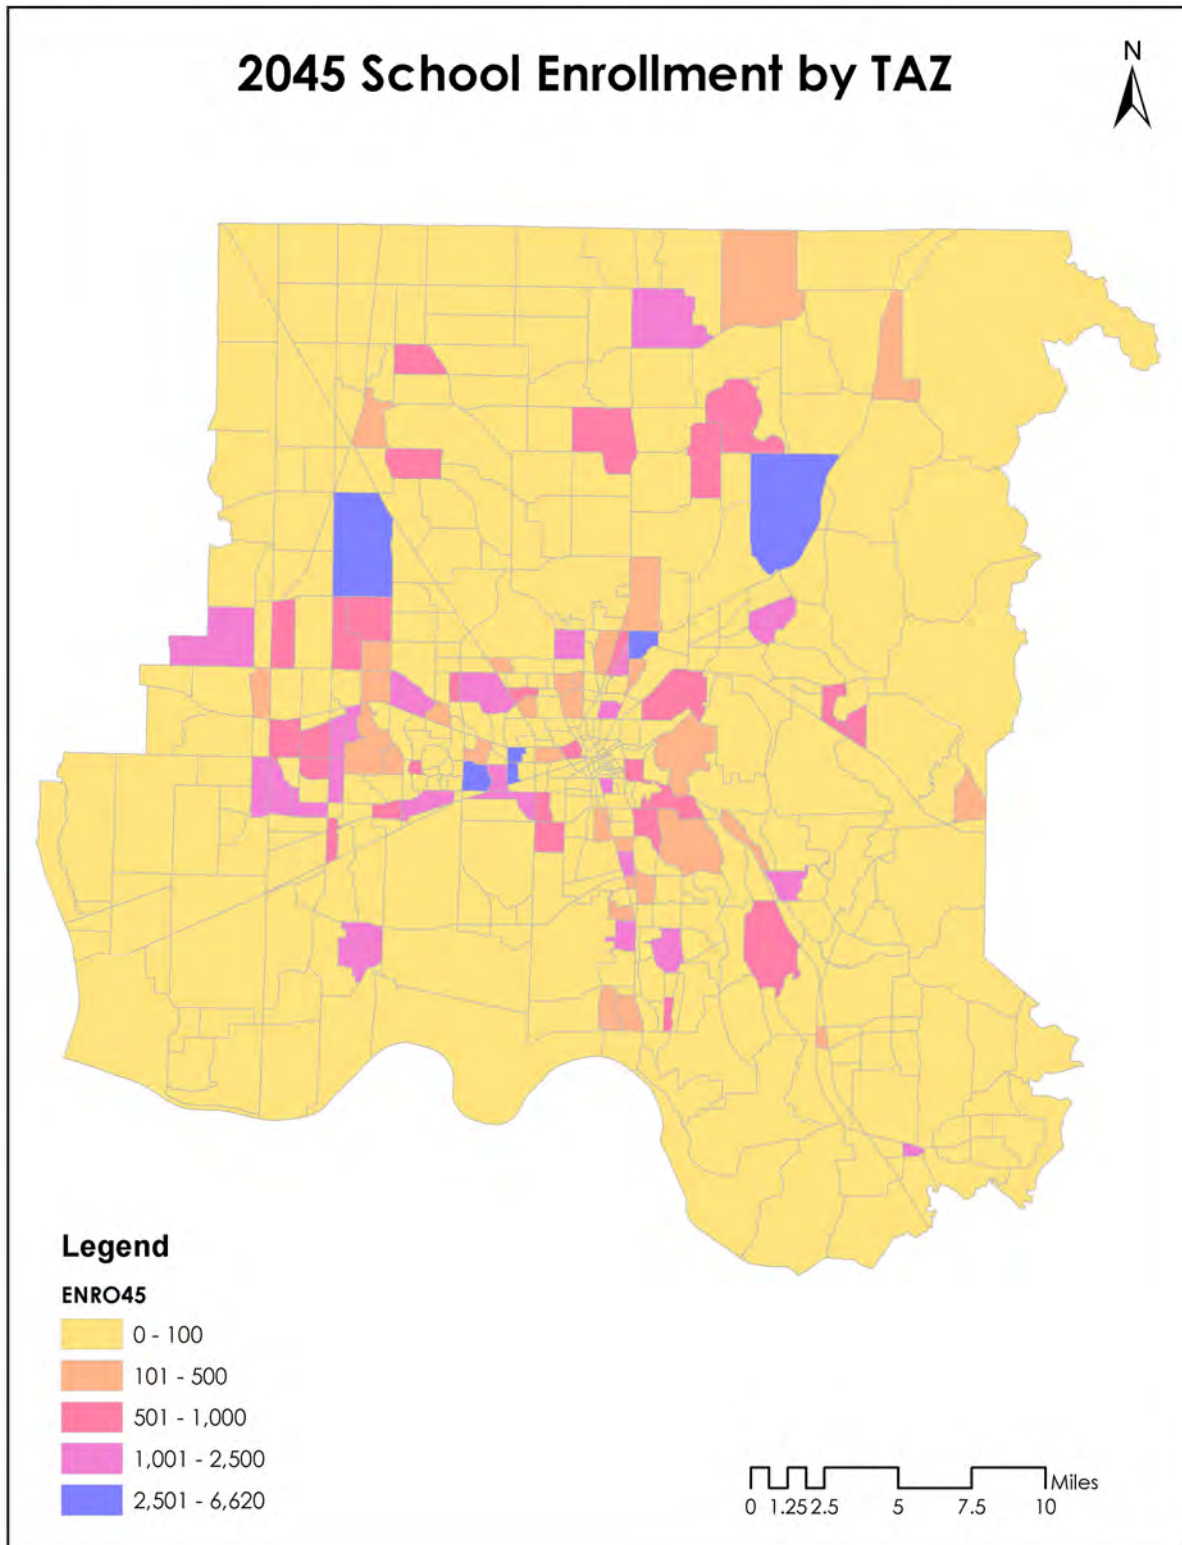 2045 School Enrollment by TAZ
N
Legend
ENRO45
0 - 100
101 - 500
501 - 1,000
1,001 - 2,500
2,501 - 6,620
Miles
0 1.25 2.5 5 7.5 10